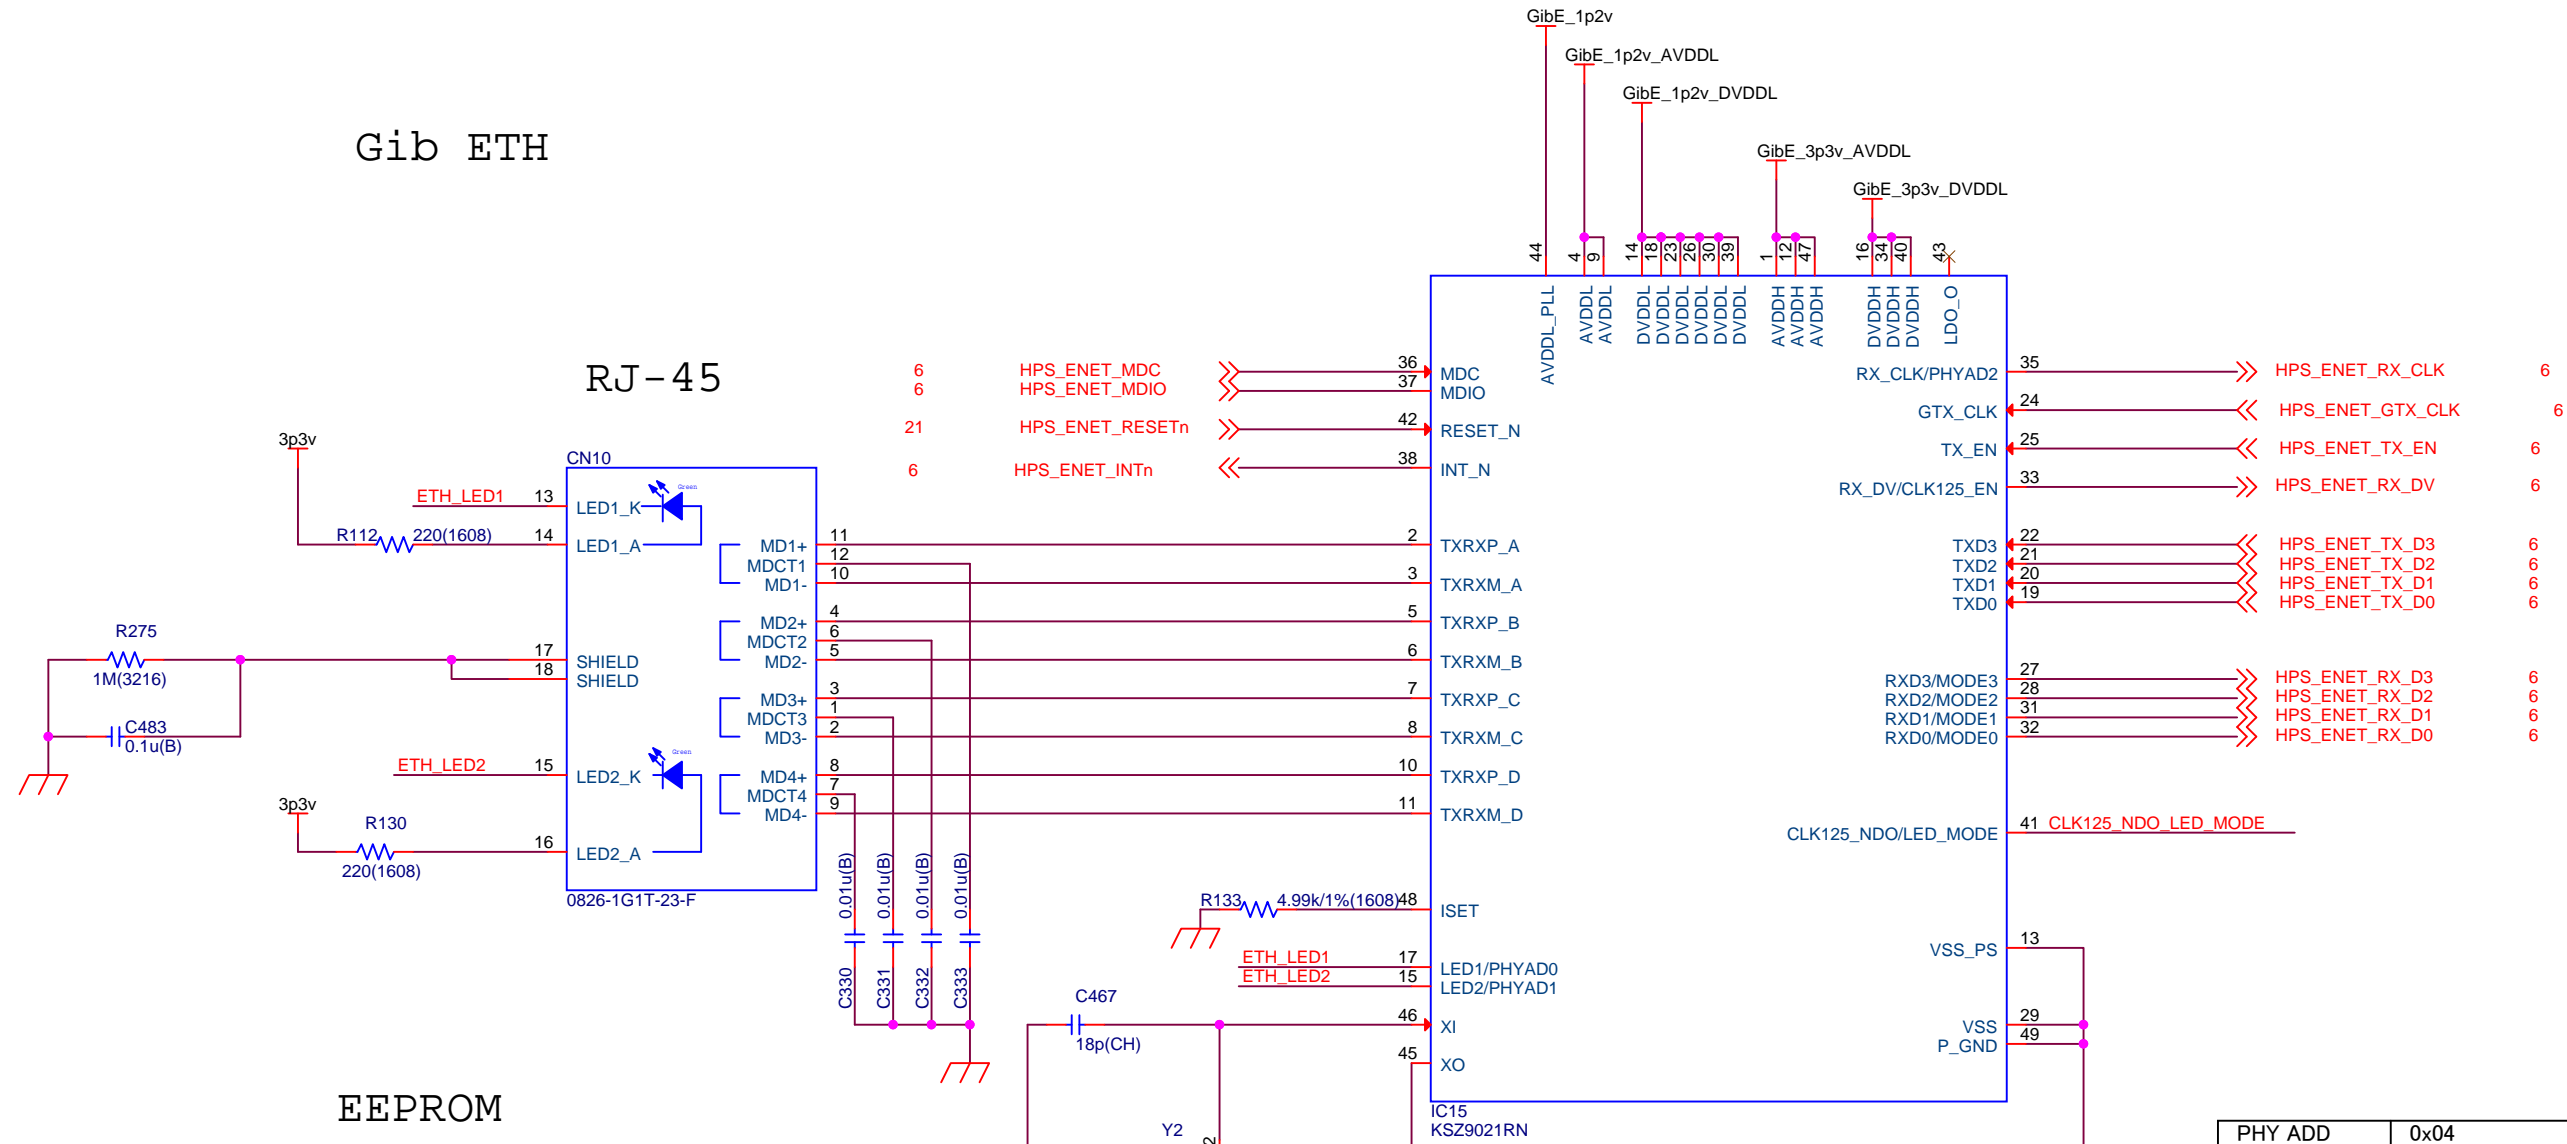 GibE_1p2v
GibE_1p2v_AVDDL
GibE_1p2v_DVDDL
Gib ETH
GibE_3p3v_AVDDL
GibE_3p3v_DVDDL
44 4 9 14 18 23 26 30 39 1 12 47 16 34 40 43
AVDDL_PLL AVDDL AVDDL DVDDL DVDDL DVDDL DVDDL DVDDL DVDDL AVDDH AVDDH AVDDH DVDDH DVDDH DVDDH LDO_O
RJ-45
6 HPS_ENET_MDC 36 MDC
6 HPS_ENET_MDIO 37 MDIO
21 HPS_ENET_RESETn 42 RESET_N
6 HPS_ENET_INTn 38 INT_N
RX_CLK/PHYAD2 35 HPS_ENET_RX_CLK 6
GTX_CLK 24 HPS_ENET_GTX_CLK 6
TX_EN 25 HPS_ENET_TX_EN 6
RX_DV/CLK125_EN 33 HPS_ENET_RX_DV 6
TXD3 22 HPS_ENET_TX_D3 6
TXD2 21 HPS_ENET_TX_D2 6
TXD1 20 HPS_ENET_TX_D1 6
TXD0 19 HPS_ENET_TX_D0 6
RXD3/MODE3 27 HPS_ENET_RX_D3 6
RXD2/MODE2 28 HPS_ENET_RX_D2 6
RXD1/MODE1 31 HPS_ENET_RX_D1 6
RXD0/MODE0 32 HPS_ENET_RX_D0 6
CLK125_NDO/LED_MODE 41 CLK125_NDO_LED_MODE
VSS_PS 13
VSS 29
P_GND 49
3p3v
CN10
ETH_LED1 13 LED1_K Green
R112 220(1608) 14 LED1_A
R275
1M(3216)
17 SHIELD
18 SHIELD
C483
0.1u(B)
ETH_LED2 15 LED2_K Green
3p3v
R130
220(1608)
16 LED2_A
0826-1G1T-23-F
MD1+ 11
MDCT1 12
MD1- 10
MD2+ 4
MDCT2 6
MD2- 5
MD3+ 3
MDCT3 1
MD3- 2
MD4+ 8
MDCT4 7
MD4- 9
2 TXRXP_A
3 TXRXM_A
5 TXRXP_B
6 TXRXM_B
7 TXRXP_C
8 TXRXM_C
10 TXRXP_D
11 TXRXM_D
0.01u(B) 0.01u(B) 0.01u(B) 0.01u(B)
C330 C331 C332 C333
R133 4.99k/1%(1608) 48 ISET
ETH_LED1 17 LED1/PHYAD0
ETH_LED2 15 LED2/PHYAD1
C467
18p(CH)
46 XI
45 XO
IC15
KSZ9021RN
Y2
2
EEPROM
PHY ADD 0x04